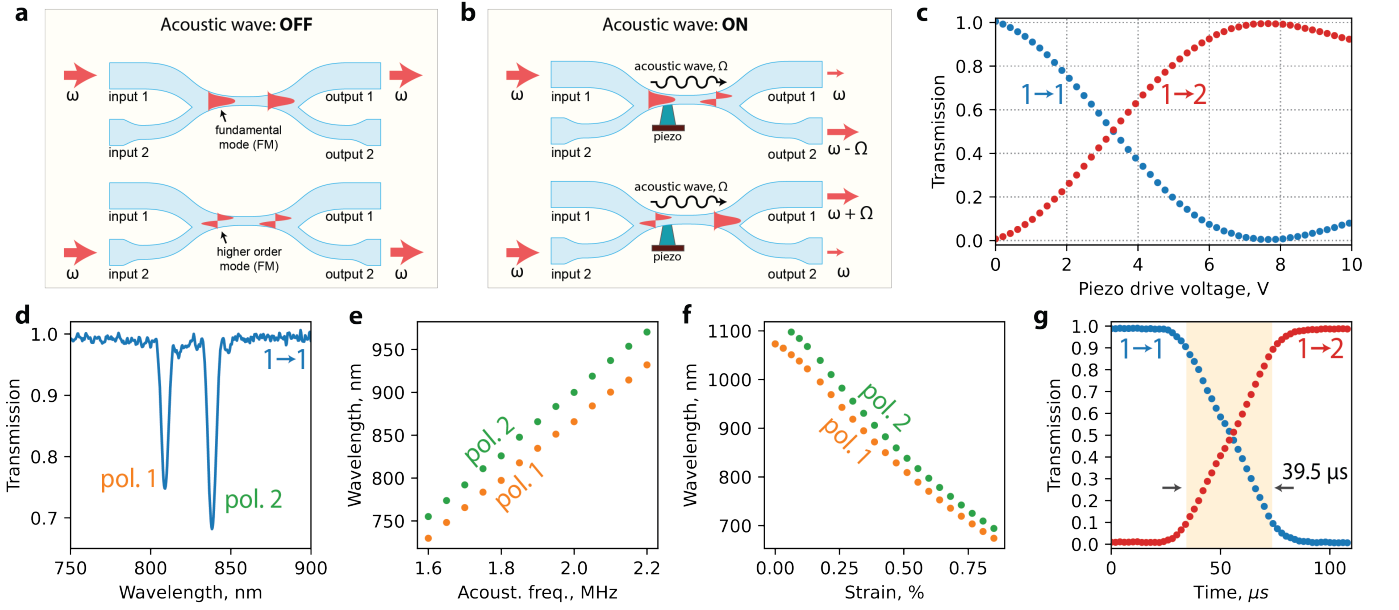 a
Acoustic wave: OFF
ω
input 1
output 1
ω
fundamental
mode (FM)
input 2
output 2
input 1
output 1
ω
input 2
higher order
mode (FM)
output 2
ω
b
Acoustic wave: ON
acoustic wave, Ω
ω
input 1
output 1
ω
piezo
input 2
output 2
ω - Ω
acoustic wave, Ω
input 1
output 1
ω + Ω
piezo
ω
input 2
output 2
ω
c
Transmission
1.0
0.8
0.6
0.4
0.2
0.0
1→1
1→2
0 2 4 6 8 10
Piezo drive voltage, V
d
Transmission
1.0
0.9
0.8
0.7
1→1
pol. 1
pol. 2
750 800 850 900
Wavelength, nm
e
Wavelength, nm
950
900
850
800
750
pol. 2
pol. 1
1.6 1.8 2.0 2.2
Acoust. freq., MHz
f
Wavelength, nm
1100
1000
900
800
700
pol. 2
pol. 1
0.00 0.25 0.50 0.75
Strain, %
g
Transmission
1.0
0.9
0.8
0.7
0.6
0.5
0.4
0.3
0.2
0.1
0.0
1→1
1→2
39.5 μs
0 50 100
Time, μs